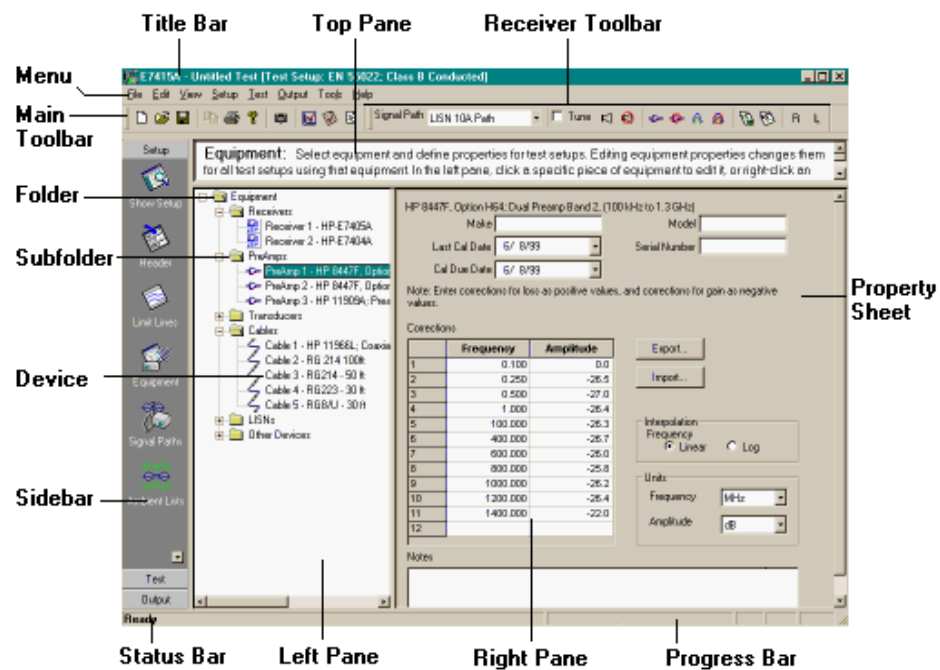 Title Bar Top Pane Receiver Toolbar
Menu
Main
Toolbar
Folder
Subfolder
Device
Sidebar
Property
Sheet
E7415A - Untitled Test (Test Setup: EN 55022; Class B Conducted)
File Edit View Setup Test Output Tools Help
Signal Path LISN 10A Path Tune R L
Setup
Show Setup
Header
Limit Lines
Equipment
Signal Paths
Ambient Lists
Test
Output
Equipment: Select equipment and define properties for test setups. Editing equipment properties changes them
for all test setups using that equipment. In the left pane, click a specific piece of equipment to edit it, or right-click an
Equipment
Receivers
Receiver 1 - HP-E7405A
Receiver 2 - HP-E7404A
PreAmps
PreAmp 1 - HP 8447F, Option
PreAmp 2 - HP 8447F, Option
PreAmp 3 - HP 11909A; Prea
Transducers
Cables
Cable 1 - HP 11966L; Coaxia
Cable 2 - RG 214 100ft
Cable 3 - RG214 - 50 ft
Cable 4 - RG223 - 30 ft
Cable 5 - RG8/U - 30 ft
LISNs
Other Devices
HP 8447F, Option H64; Dual Preamp Band 2, (100 kHz to 1.3 GHz)
Make Model
Last Cal Date 6/ 8/99 Serial Number
Cal Due Date 6/ 8/99
Note: Enter corrections for loss as positive values, and corrections for gain as negative
values.
Corrections
Frequency Amplitude
1 0.100 0.0
2 0.250 -26.5
3 0.500 -27.0
4 1.000 -26.4
5 100.000 -26.3
6 400.000 -26.7
7 600.000 -26.0
8 800.000 -25.8
9 1000.000 -26.2
10 1200.000 -26.4
11 1400.000 -22.0
12
Export...
Import...
Interpolation
Frequency
Linear Log
Units
Frequency MHz
Amplitude dB
Notes
Ready
Status Bar Left Pane Right Pane Progress Bar